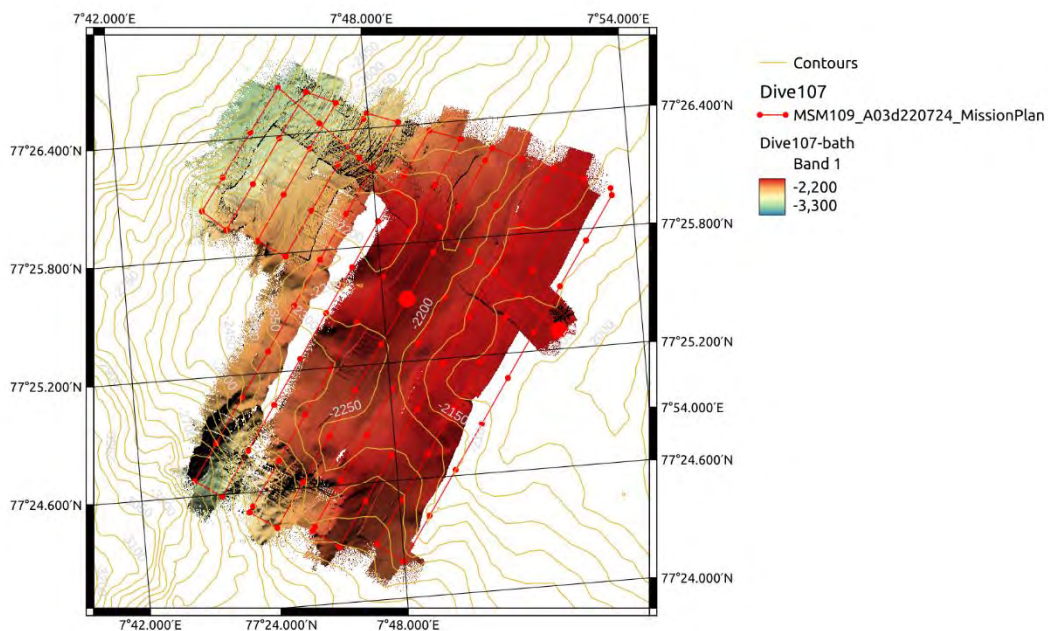 7°42.000′E 7°48.000′E 7°54.000′E
77°26.400′N
77°26.400′N
77°25.800′N
77°25.800′N
77°25.200′N
77°25.200′N
7°54.000′E
77°24.600′N
77°24.600′N
77°24.000′N
7°42.000′E 77°24.000′N 7°48.000′E
-2200
-2250
-2150
Contours
Dive107
MSM109_A03d220724_MissionPlan
Dive107-bath
Band 1
-2,200
-3,300